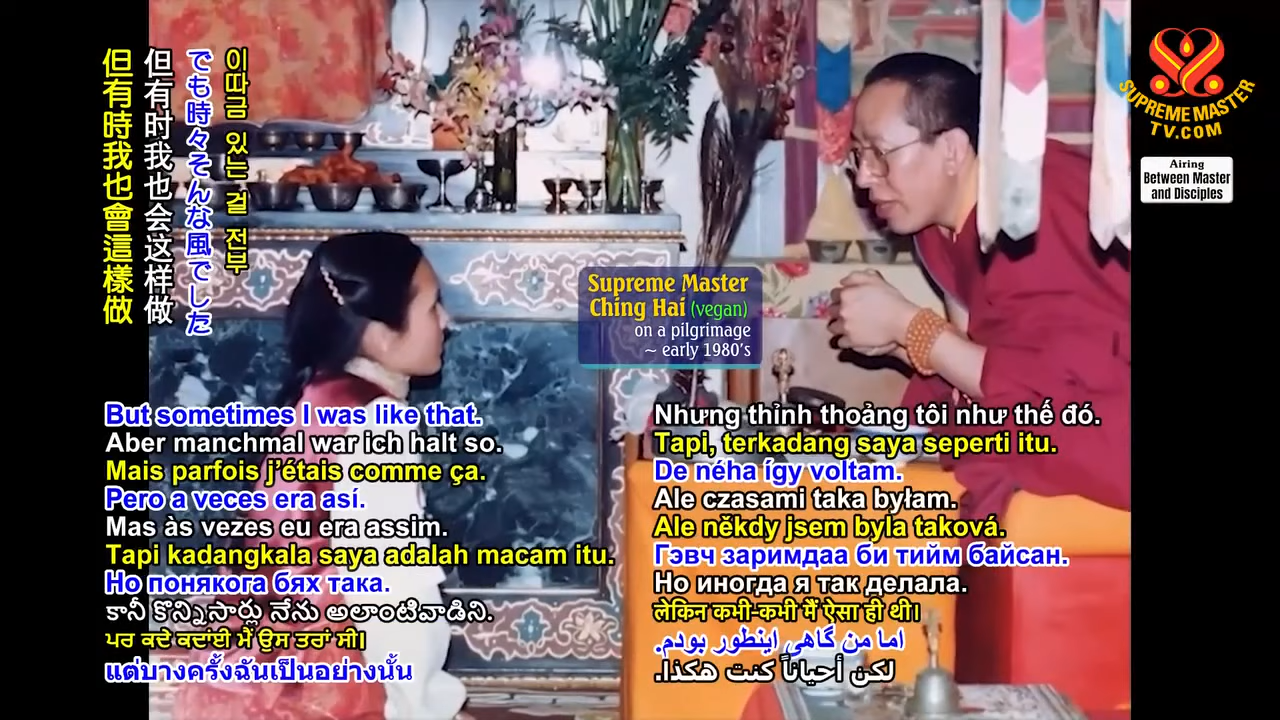 但有時我也會這樣做
但有时我也会这样做
でも時々そんな風でした
이따금 있는 걸 전부
SUPREME MASTER
TV.COM
Airing
Between Master
and Disciples
Supreme Master
Ching Hai (vegan)
on a pilgrimage
~ early 1980's
But sometimes I was like that.
Aber manchmal war ich halt so.
Mais parfois j'étais comme ça.
Pero a veces era así.
Mas às vezes eu era assim.
Tapi kadangkala saya adalah macam itu.
Но понякога бях така.
కానీ కొన్నిసార్లు నేను అలాంటివాడిని.
ਪਰ ਕਦੇ ਕਦਾਂਈ ਮੈਂ ਉਸ ਤਰਾਂ ਸੀ।
แต่บางครั้งฉันเป็นอย่างนั้น
Nhưng thỉnh thoảng tôi như thế đó.
Tapi, terkadang saya seperti itu.
De néha így voltam.
Ale czasami taka byłam.
Ale někdy jsem byla taková.
Гэвч заримдаа би тийм байсан.
Но иногда я так делала.
लेकिन कभी-कभी मैं ऐसा ही थी।
اما من گاهی اینطور بودم.
لكن أحياناً كنت هكذا.